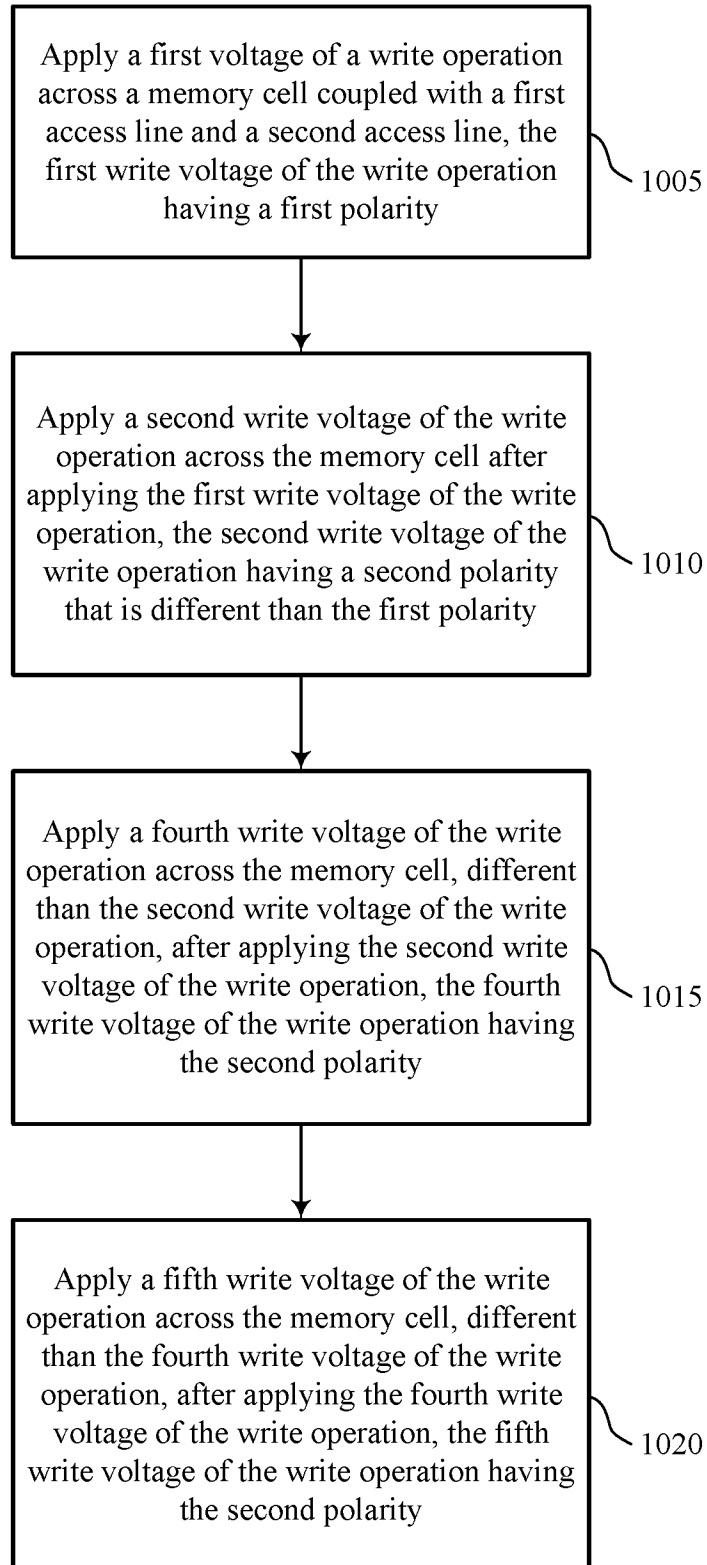 Apply a first voltage of a write operation
across a memory cell coupled with a first
access line and a second access line, the
first write voltage of the write operation
having a first polarity
1005
Apply a second write voltage of the write
operation across the memory cell after
applying the first write voltage of the write
operation, the second write voltage of the
write operation having a second polarity
that is different than the first polarity
1010
Apply a fourth write voltage of the write
operation across the memory cell, different
than the second write voltage of the write
operation, after applying the second write
voltage of the write operation, the fourth
write voltage of the write operation having
the second polarity
1015
Apply a fifth write voltage of the write
operation across the memory cell, different
than the fourth write voltage of the write
operation, after applying the fourth write
voltage of the write operation, the fifth
write voltage of the write operation having
the second polarity
1020